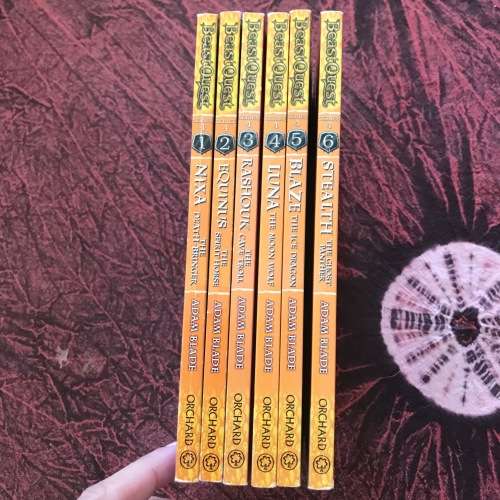 Beast Quest
1
NIXA
THE
DEATH-BRINGER
ADAM BLADE
ORCHARD
Beast Quest
2
EQUINUS
THE
SPIRIT HORSE
ADAM BLADE
ORCHARD
Beast Quest
3
RASHOUK
THE
CAVE TROLL
ADAM BLADE
ORCHARD
Beast Quest
4
LUNA
THE MOON WOLF
ADAM BLADE
ORCHARD
Beast Quest
5
BLAZE
THE ICE DRAGON
ADAM BLADE
ORCHARD
Beast Quest
6
STEALTH
THE GHOST
PANTHER
ADAM BLADE
ORCHARD